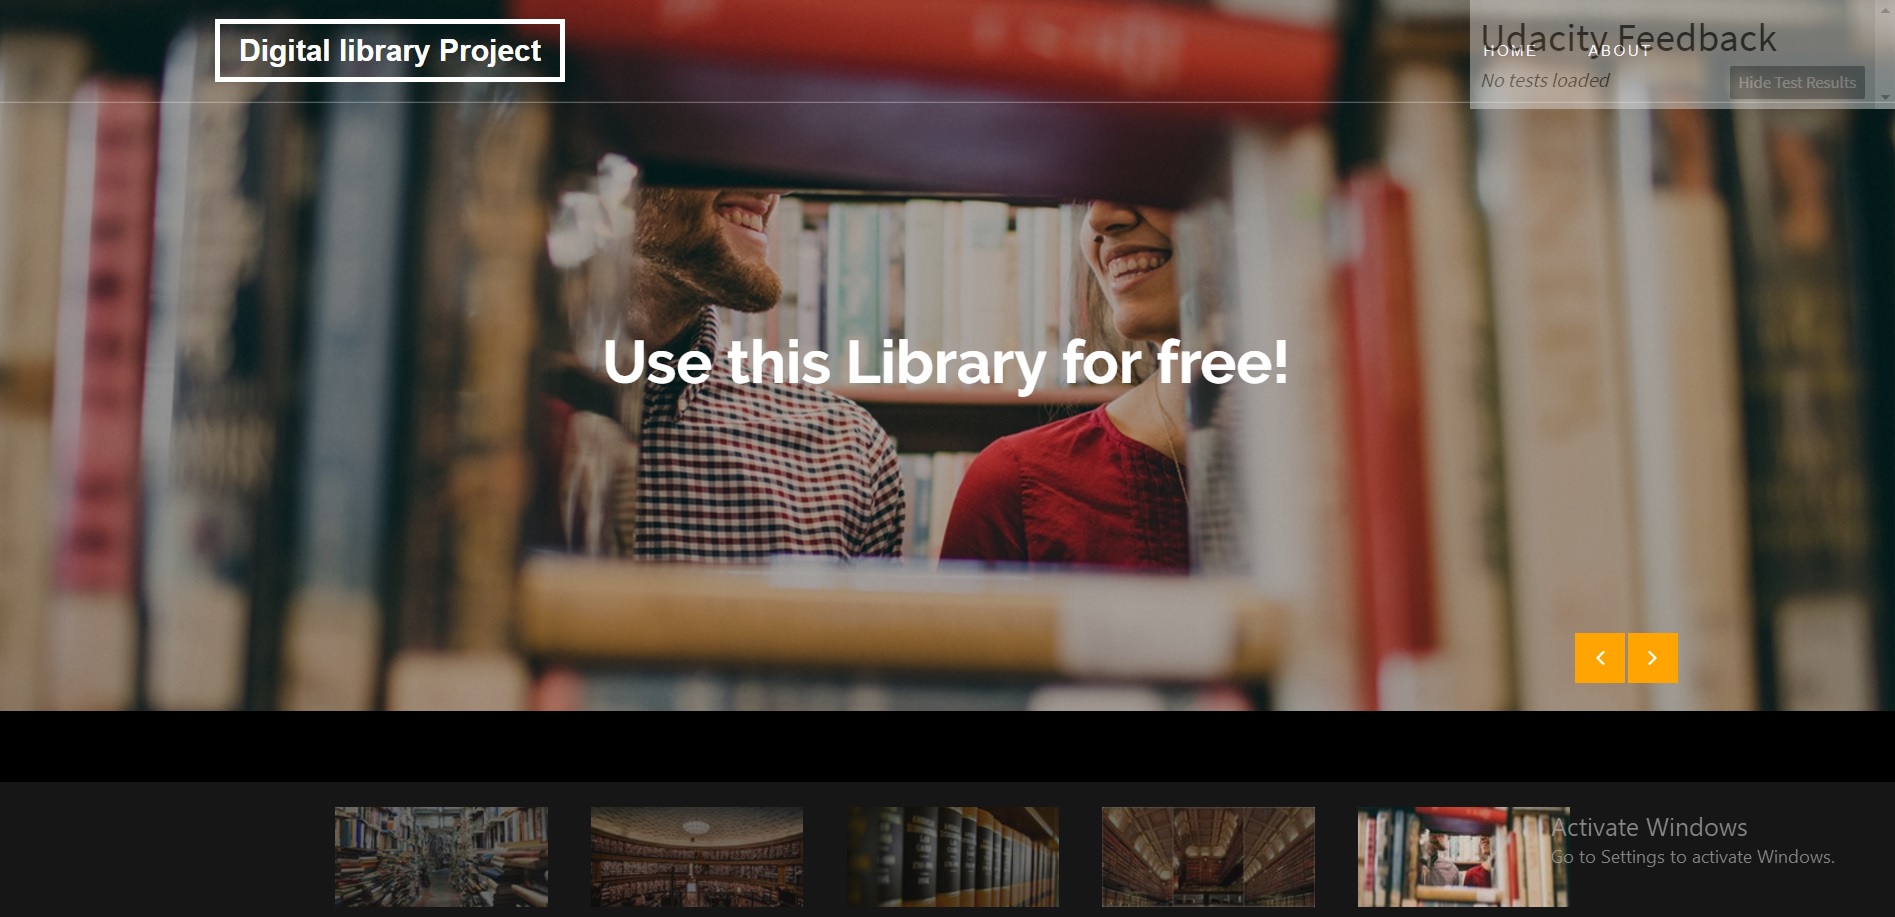 Digital library Project
Udacity Feedback
HOME ABOUT
No tests loaded
Hide Test Results
Use this Library for free!
Activate Windows
Go to Settings to activate Windows.